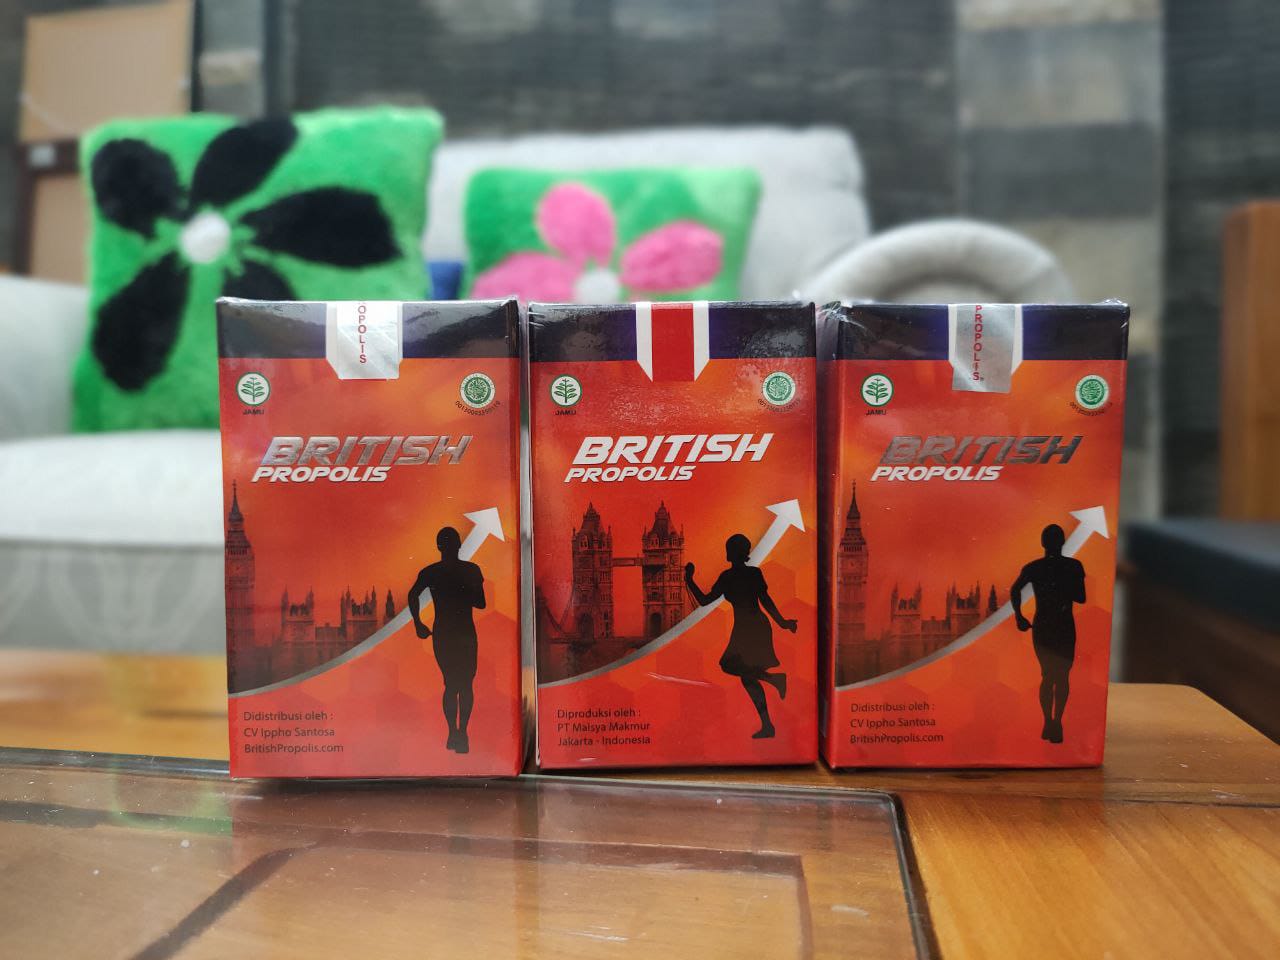 OPOLIS
JAMU
BRITISH
PROPOLIS
Didistribusi oleh :
CV Ippho Santosa
BritishPropolis.com
JAMU
BRITISH
PROPOLIS
Diproduksi oleh :
PT Malsya Makmur
Jakarta - Indonesia
PROPOLIS
JAMU
BRITISH
PROPOLIS
Didistribusi oleh :
CV Ippho Santosa
BritishPropolis.com